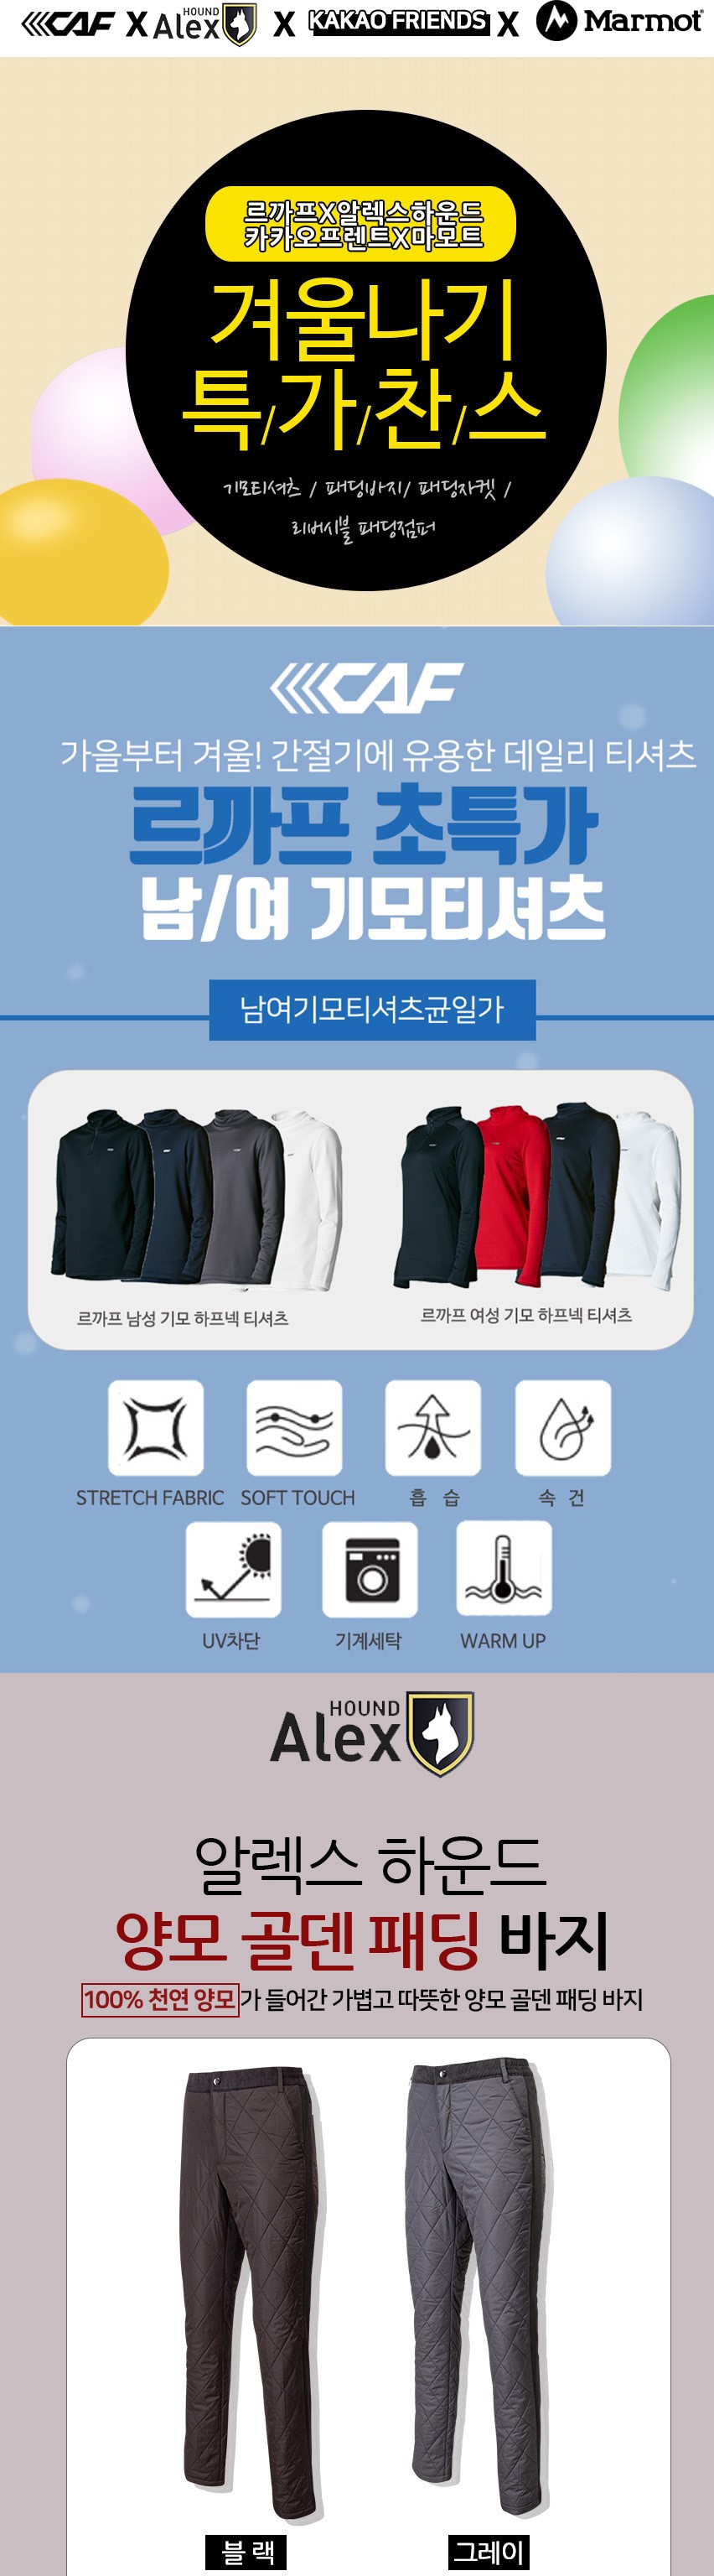 CAF X HOUND Alex X KAKAO FRIENDS X Marmot
르까프X알렉스하운드
카카오프렌트X마모트
겨울나기
특/가/찬/스
기모티셔츠 / 패딩바지/ 패딩자켓 /
리버시블 패딩점퍼
CAF
가을부터 겨울! 간절기에 유용한 데일리 티셔츠
르까프 초특가
남/여 기모티셔츠
남여기모티셔츠균일가
르까프 남성 기모 하프넥 티셔츠
르까프 여성 기모 하프넥 티셔츠
STRETCH FABRIC
SOFT TOUCH
흡 습
속 건
UV차단
기계세탁
WARM UP
HOUND
Alex
알렉스 하운드
양모 골덴 패딩 바지
100% 천연 양모가 들어간 가볍고 따뜻한 양모 골덴 패딩 바지
블랙
그레이